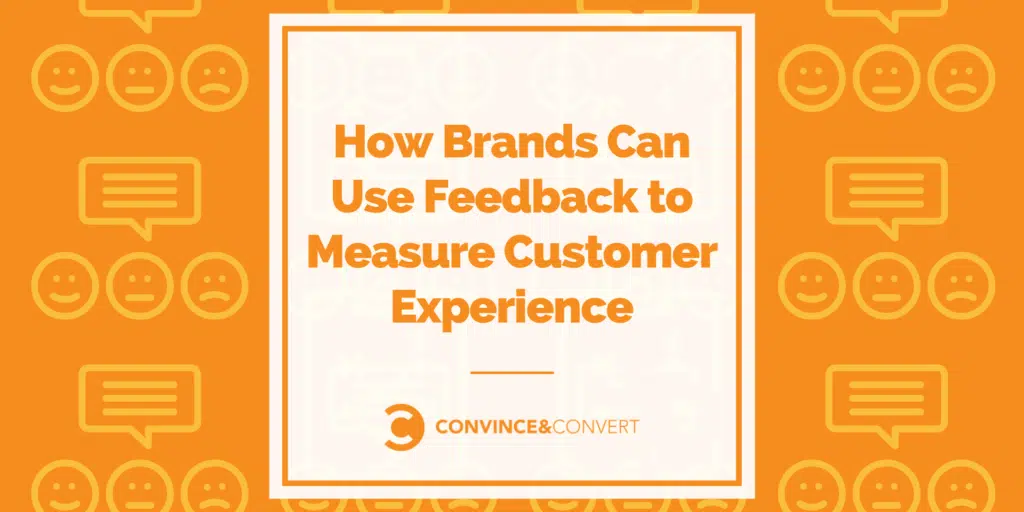 How Brands Can
Use Feedback to
Measure Customer
Experience
CONVINCE&CONVERT